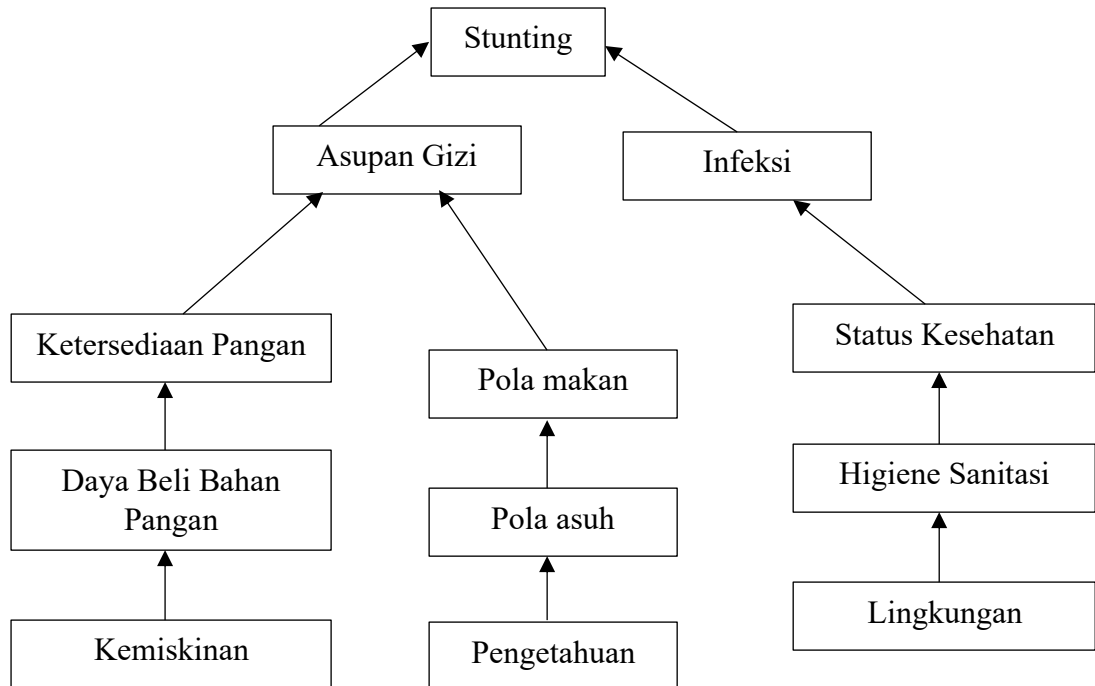 Stunting
Asupan Gizi
Infeksi
Ketersediaan Pangan
Pola makan
Status Kesehatan
Daya Beli Bahan
Pangan
Pola asuh
Higiene Sanitasi
Kemiskinan
Pengetahuan
Lingkungan